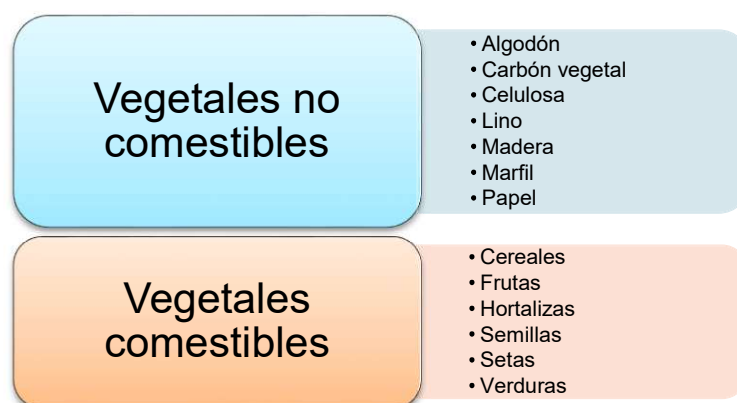 Vegetales no
comestibles
• Algodón
• Carbón vegetal
• Celulosa
• Lino
• Madera
• Marfil
• Papel
Vegetales
comestibles
• Cereales
• Frutas
• Hortalizas
• Semillas
• Setas
• Verduras